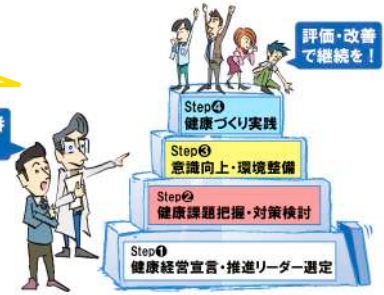 評価・改善
で継続を！
Step❹
健康づくり実践
Step❸
意識向上・環境整備
Step❷
健康課題把握・対策検討
Step❶
健康経営宣言・推進リーダー選定